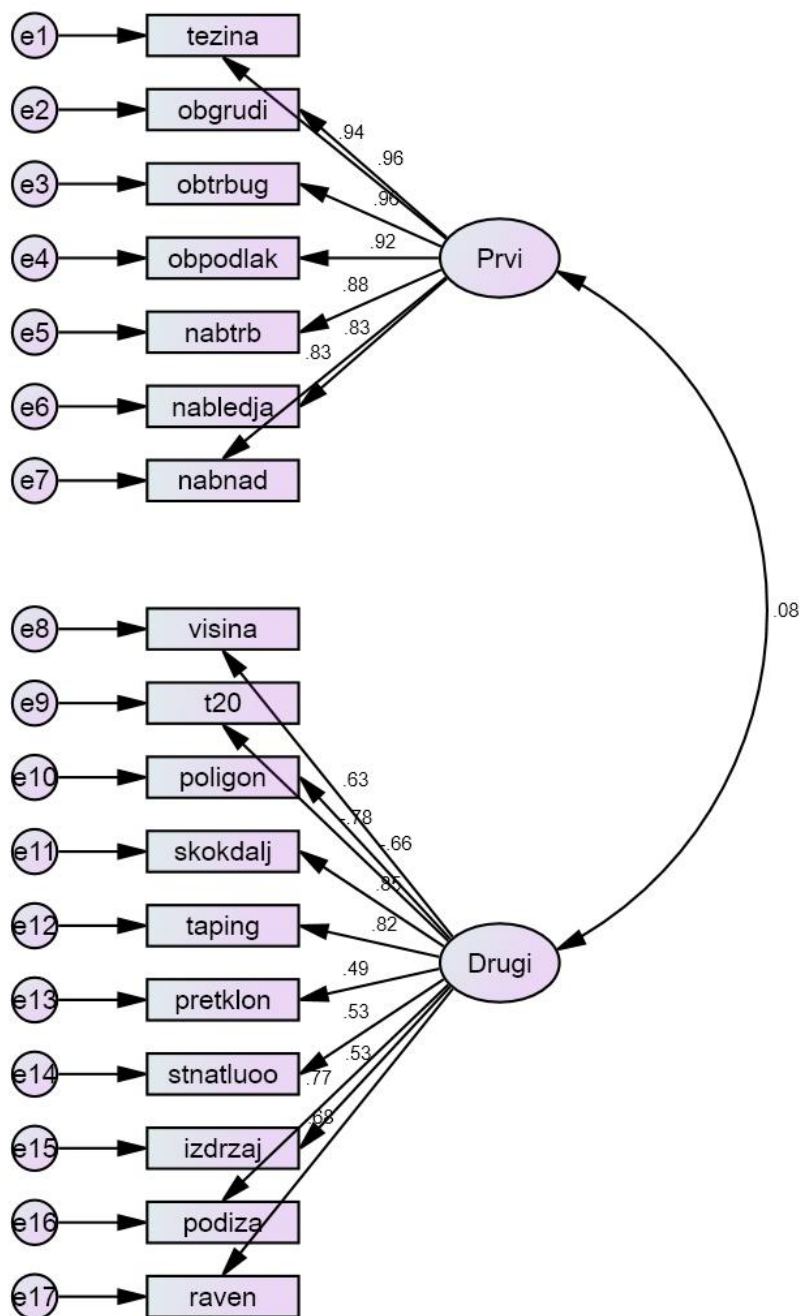 e1 tezina
e2 obgrudi
.94
.96
e3 obtrbug
.96
e4 obpodlak .92 Prvi
.88
e5 nabtrb .83
.83
e6 nabledja
e7 nabnad
.08
e8 visina
e9 t20
e10 poligon .63
-.78
-.66
e11 skokdalj
.85
e12 taping .82
Drugi
.49
e13 pretklon
.53
.53
e14 stnatluoo .77
.68
e15 izdrzaj
e16 podiza
e17 raven